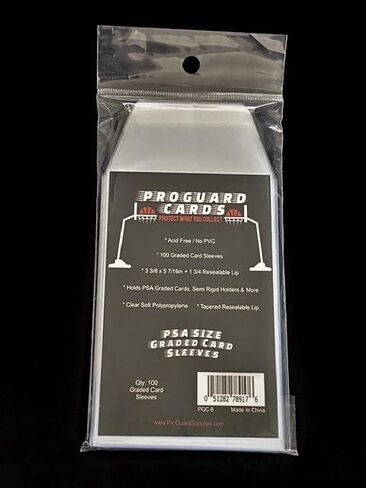 PROGUARD
CARDS
PROTECT WHAT YOU COLLECT
* Acid Free / No PVC
* 100 Graded Card Sleeves
* 3 3/8 x 5 7/16in + 1 3/4 Resealable Lip
* Holds PSA Graded Cards, Semi Rigid Holders & More
* Clear Soft Polypropylene * Tapered Resealable Lip
PSA SIZE
GRADED CARD
SLEEVES
Qty. 100
Graded Card
Sleeves
0 51282 78917 6
PGC-6 Made In China
www.ProGuardSupplies.com